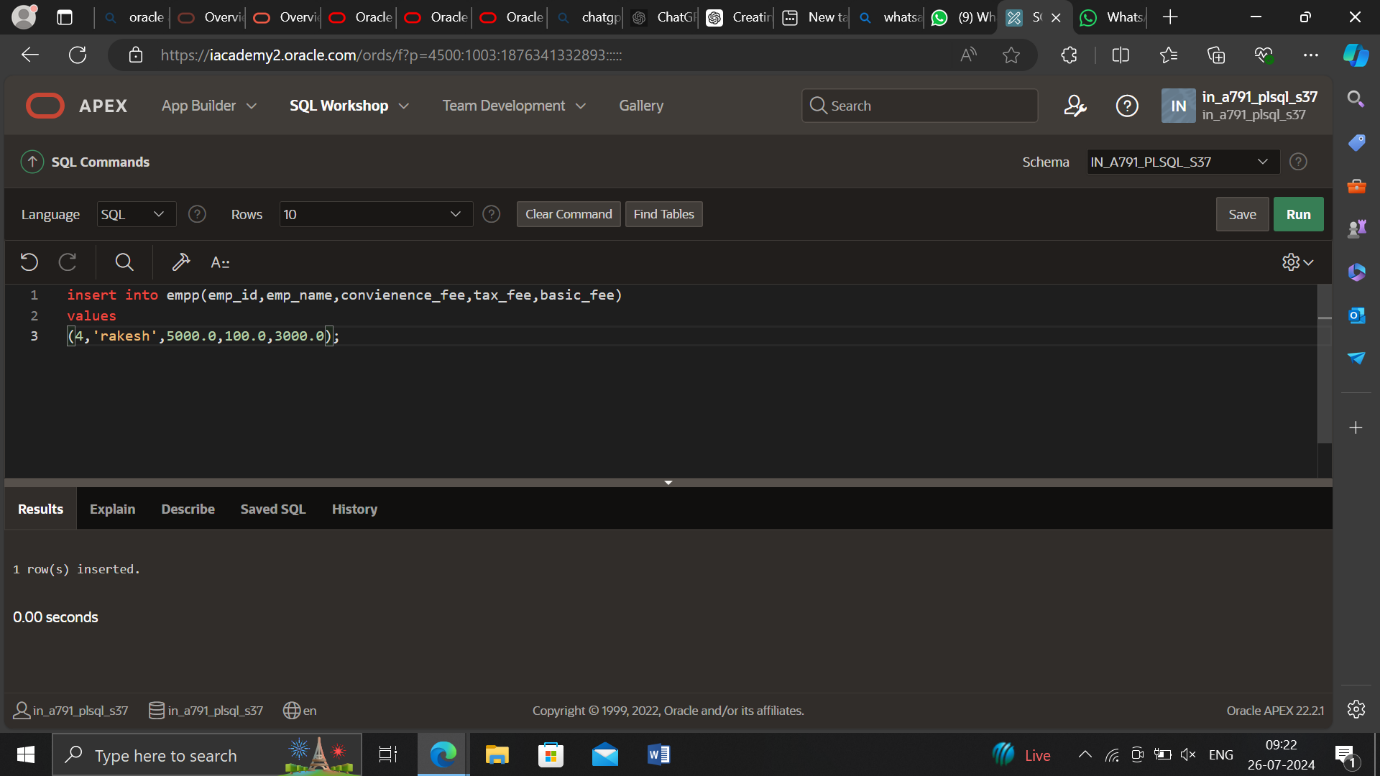 oracle
Overvi
Overvi
Oracle
Oracle
Oracle
chatgp
ChatGl
Creatin
New ta
whatsa
(9) Wh
Whats
https://iacademy2.oracle.com/ords/f?p=4500:1003:1876341332893:::::
APEX
App Builder
SQL Workshop
Team Development
Gallery
Search
IN
in_a791_plsql_s37
in_a791_plsql_s37
SQL Commands
Schema
IN_A791_PLSQL_S37
Language
SQL
Rows
10
Clear Command
Find Tables
Save
Run
A::
1 insert into empp(emp_id,emp_name,convienence_fee,tax_fee,basic_fee)
2 values
3 (4,'rakesh',5000.0,100.0,3000.0);
Results
Explain
Describe
Saved SQL
History
1 row(s) inserted.
0.00 seconds
in_a791_plsql_s37
in_a791_plsql_s37
en
Copyright © 1999, 2022, Oracle and/or its affiliates.
Oracle APEX 22.2.1
Type here to search
Live
ENG
09:22
26-07-2024
1